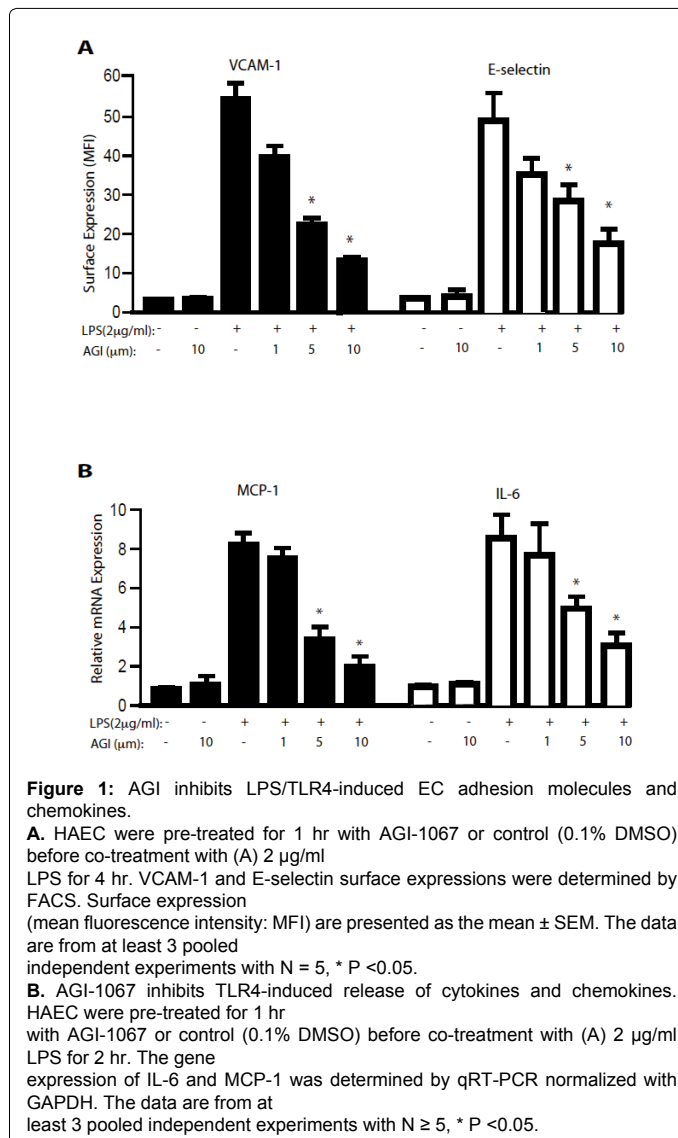 A
VCAM-1
E-selectin
Surface Expression (MFI)
60
50
40
30
20
10
0
* * * *
LPS(2µg/ml): - - + + + + - - + + + +
AGI (µm): - 10 - 1 5 10 - 10 - 1 5 10
B
MCP-1
IL-6
Relative mRNA Expression
10
8
6
4
2
0
* * * *
LPS(2µg/ml): - - + + + + - - + + + +
AGI (µm): - 10 - 1 5 10 - 10 - 1 5 10
Figure 1: AGI inhibits LPS/TLR4-induced EC adhesion molecules and
chemokines.
A. HAEC were pre-treated for 1 hr with AGI-1067 or control (0.1% DMSO)
before co-treatment with (A) 2 µg/ml
LPS for 4 hr. VCAM-1 and E-selectin surface expressions were determined by
FACS. Surface expression
(mean fluorescence intensity: MFI) are presented as the mean ± SEM. The data
are from at least 3 pooled
independent experiments with N = 5, * P <0.05.
B. AGI-1067 inhibits TLR4-induced release of cytokines and chemokines.
HAEC were pre-treated for 1 hr
with AGI-1067 or control (0.1% DMSO) before co-treatment with (A) 2 µg/ml
LPS for 2 hr. The gene
expression of IL-6 and MCP-1 was determined by qRT-PCR normalized with
GAPDH. The data are from at
least 3 pooled independent experiments with N ≥ 5, * P <0.05.